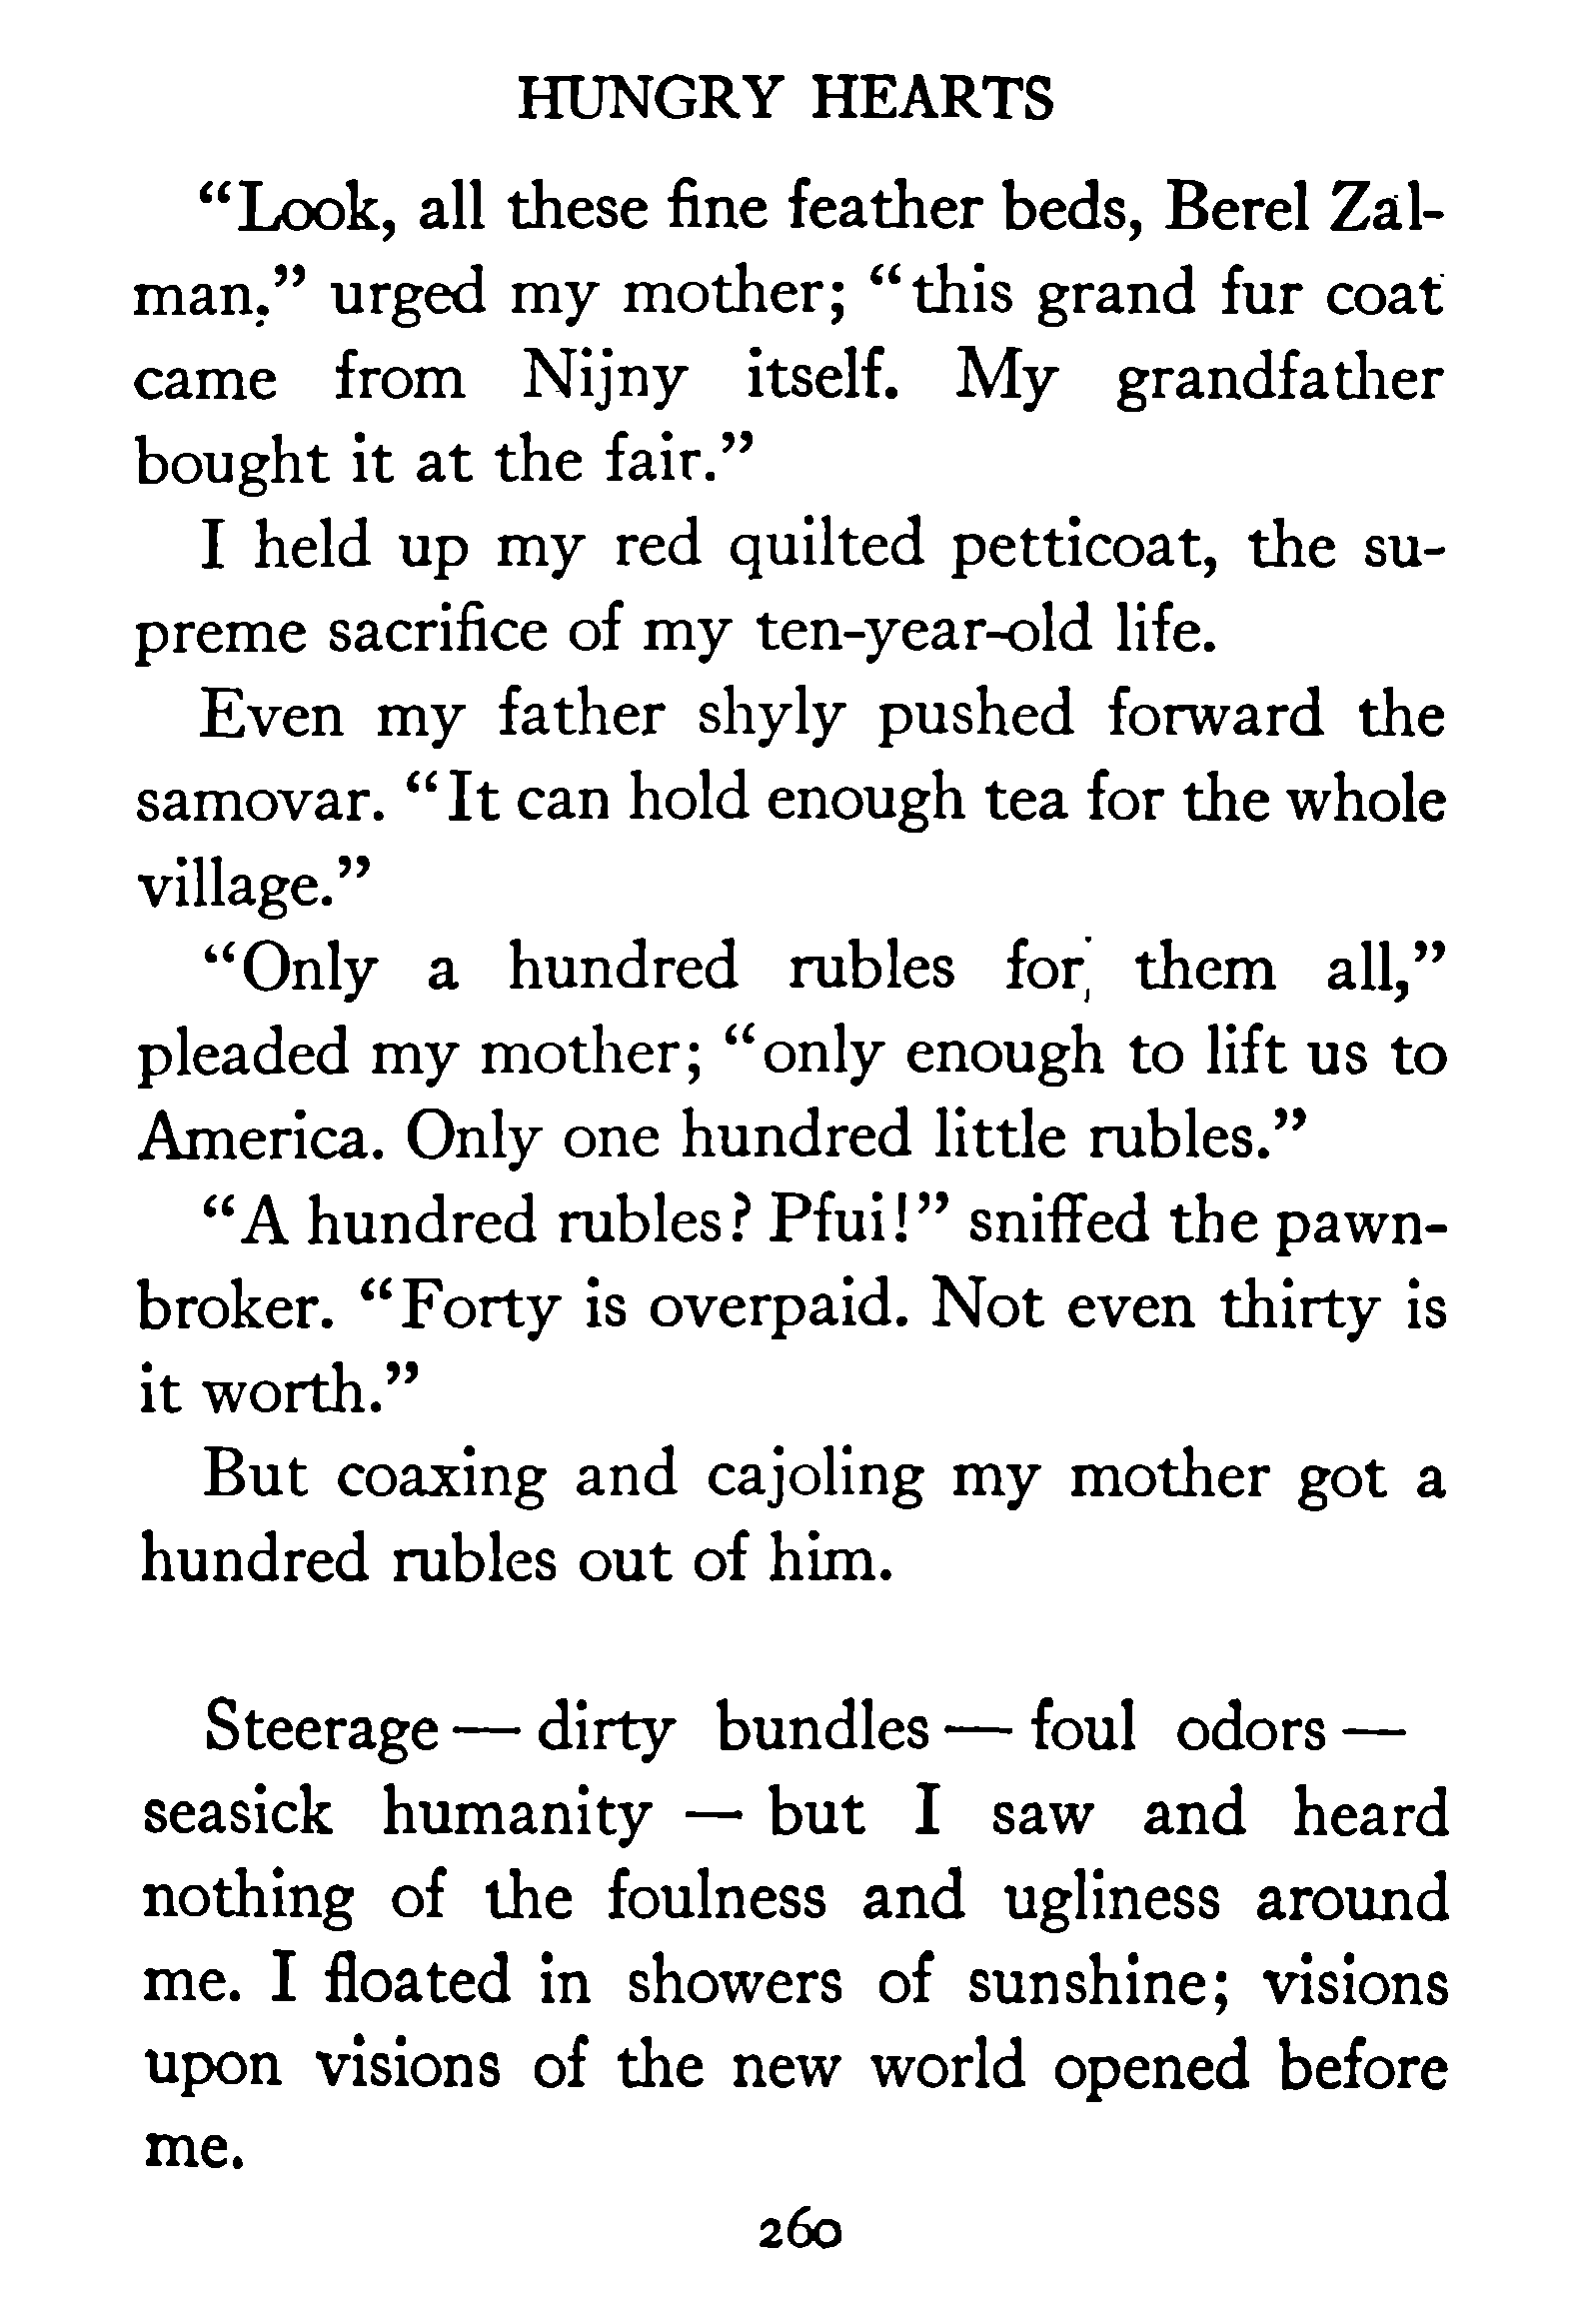 HUNGRY HEARTS
“Look, all these fine feather beds, Berel Zal-
man.” urged my mother; “this grand fur coat
came from Nijny itself. My grandfather
bought it at the fair.”
I held up my red quilted petticoat, the su-
preme sacrifice of my ten-year-old life.
Even my father shyly pushed forward the
samovar. “It can hold enough tea for the whole
village.”
“Only a hundred rubles for them all,”
pleaded my mother; “only enough to lift us to
America. Only one hundred little rubles.”
“A hundred rubles? Pfui!” sniffed the pawn-
broker. “Forty is overpaid. Not even thirty is
it worth.”
But coaxing and cajoling my mother got a
hundred rubles out of him.
Steerage — dirty bundles — foul odors —
seasick humanity — but I saw and heard
nothing of the foulness and ugliness around
me. I floated in showers of sunshine; visions
upon visions of the new world opened before
me.
260